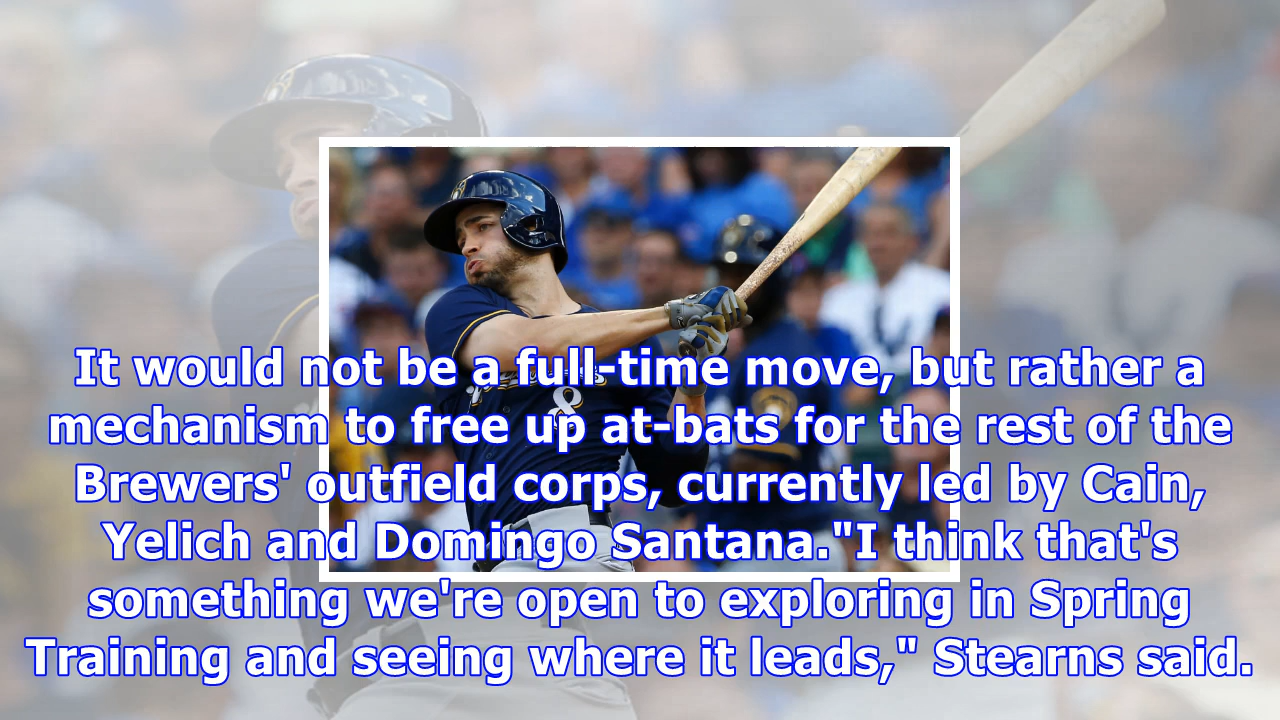 It would not be a full-time move, but rather a
mechanism to free up at-bats for the rest of the
Brewers' outfield corps, currently led by Cain,
Yelich and Domingo Santana."I think that's
something we're open to exploring in Spring
Training and seeing where it leads," Stearns said.
8